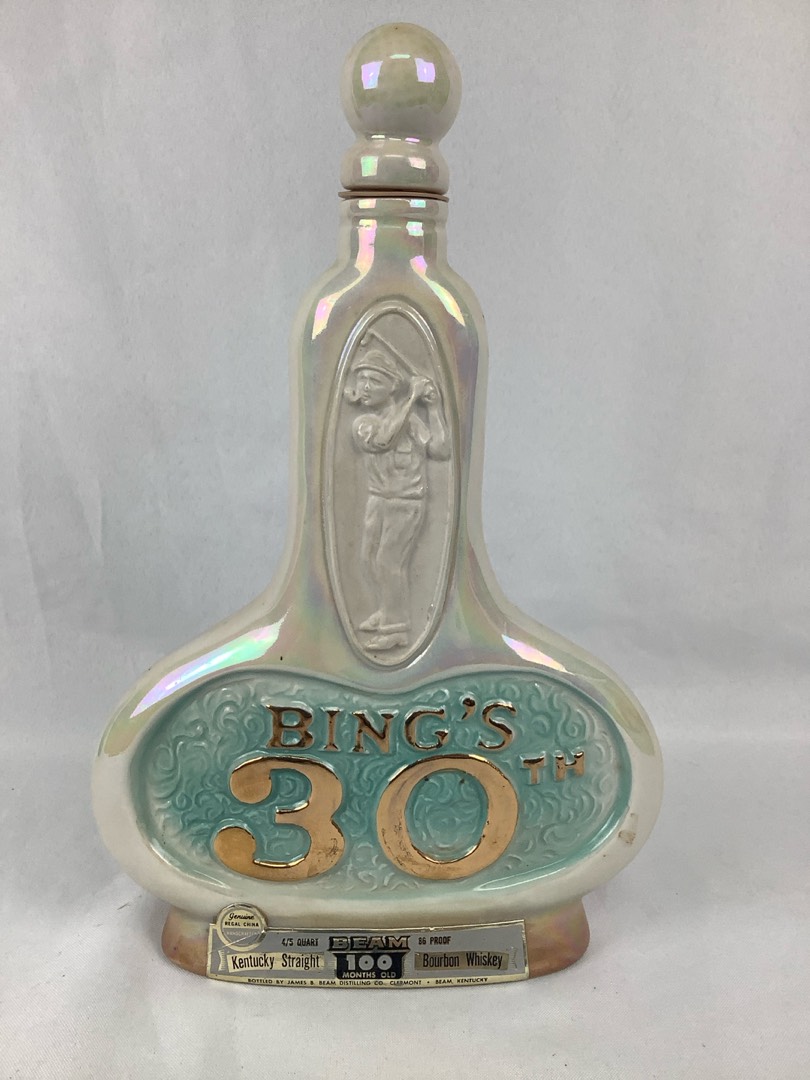 BING'S
30TH
Genuine
REGAL CHINA
4/5 QUART BEAM 86 PROOF
Kentucky Straight 100 Bourbon Whiskey
MONTHS OLD
BOTTLED BY JAMES B. BEAM DISTILLING CO., CLERMONT • BEAM, KENTUCKY